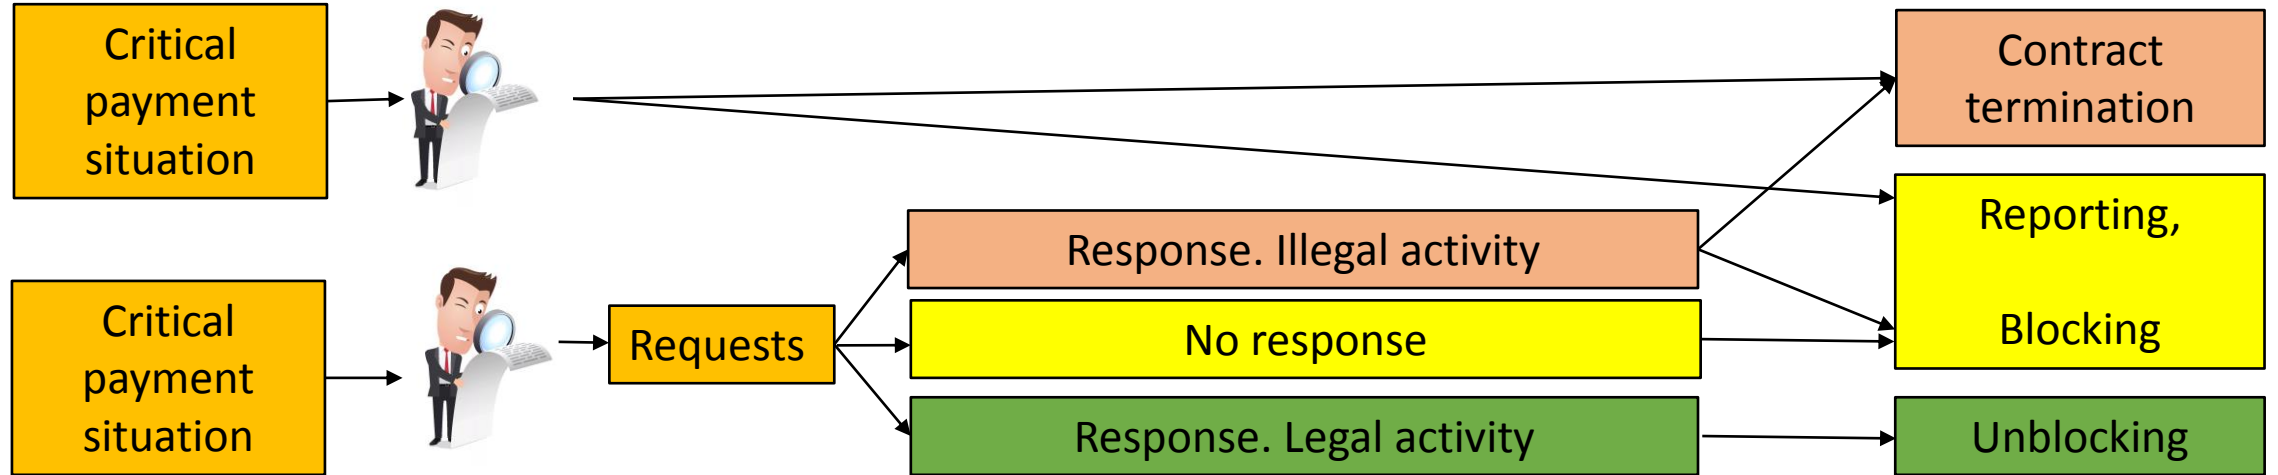 Critical
payment
situation
Contract
termination
Reporting,
Blocking
Critical
payment
situation
Requests
Response. Illegal activity
No response
Response. Legal activity
Unblocking